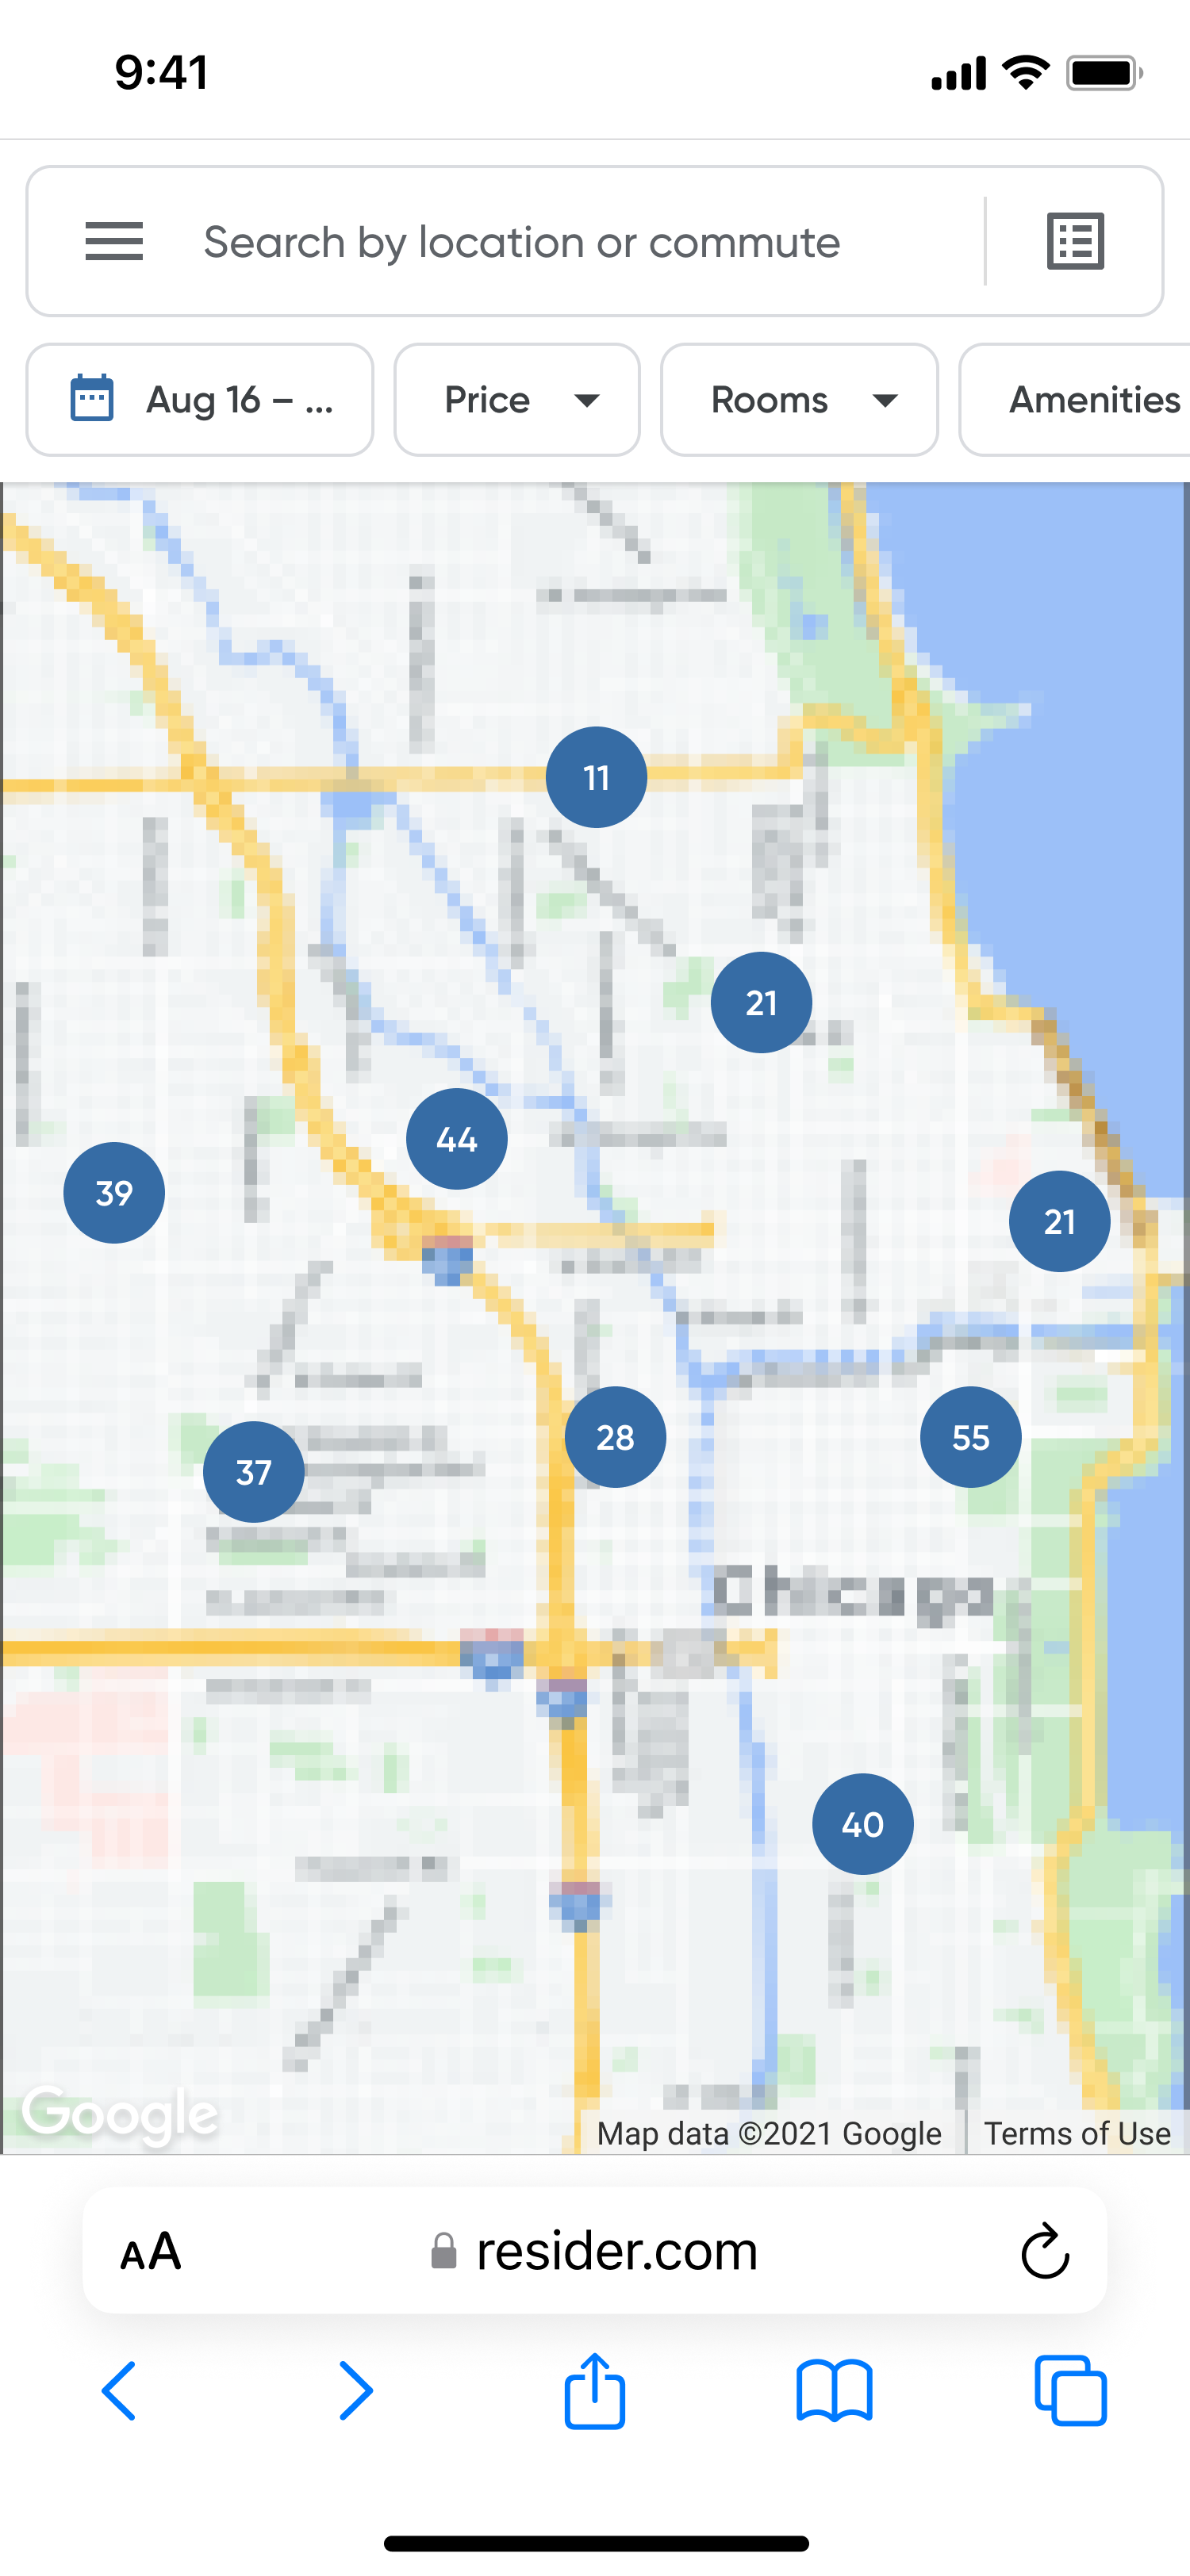 9:41
Search by location or commute
Aug 16 – ...
Price
Rooms
Amenities
11
21
44
39
21
28
55
37
Chicago
40
Google
Map data ©2021 Google
Terms of Use
AA
resider.com